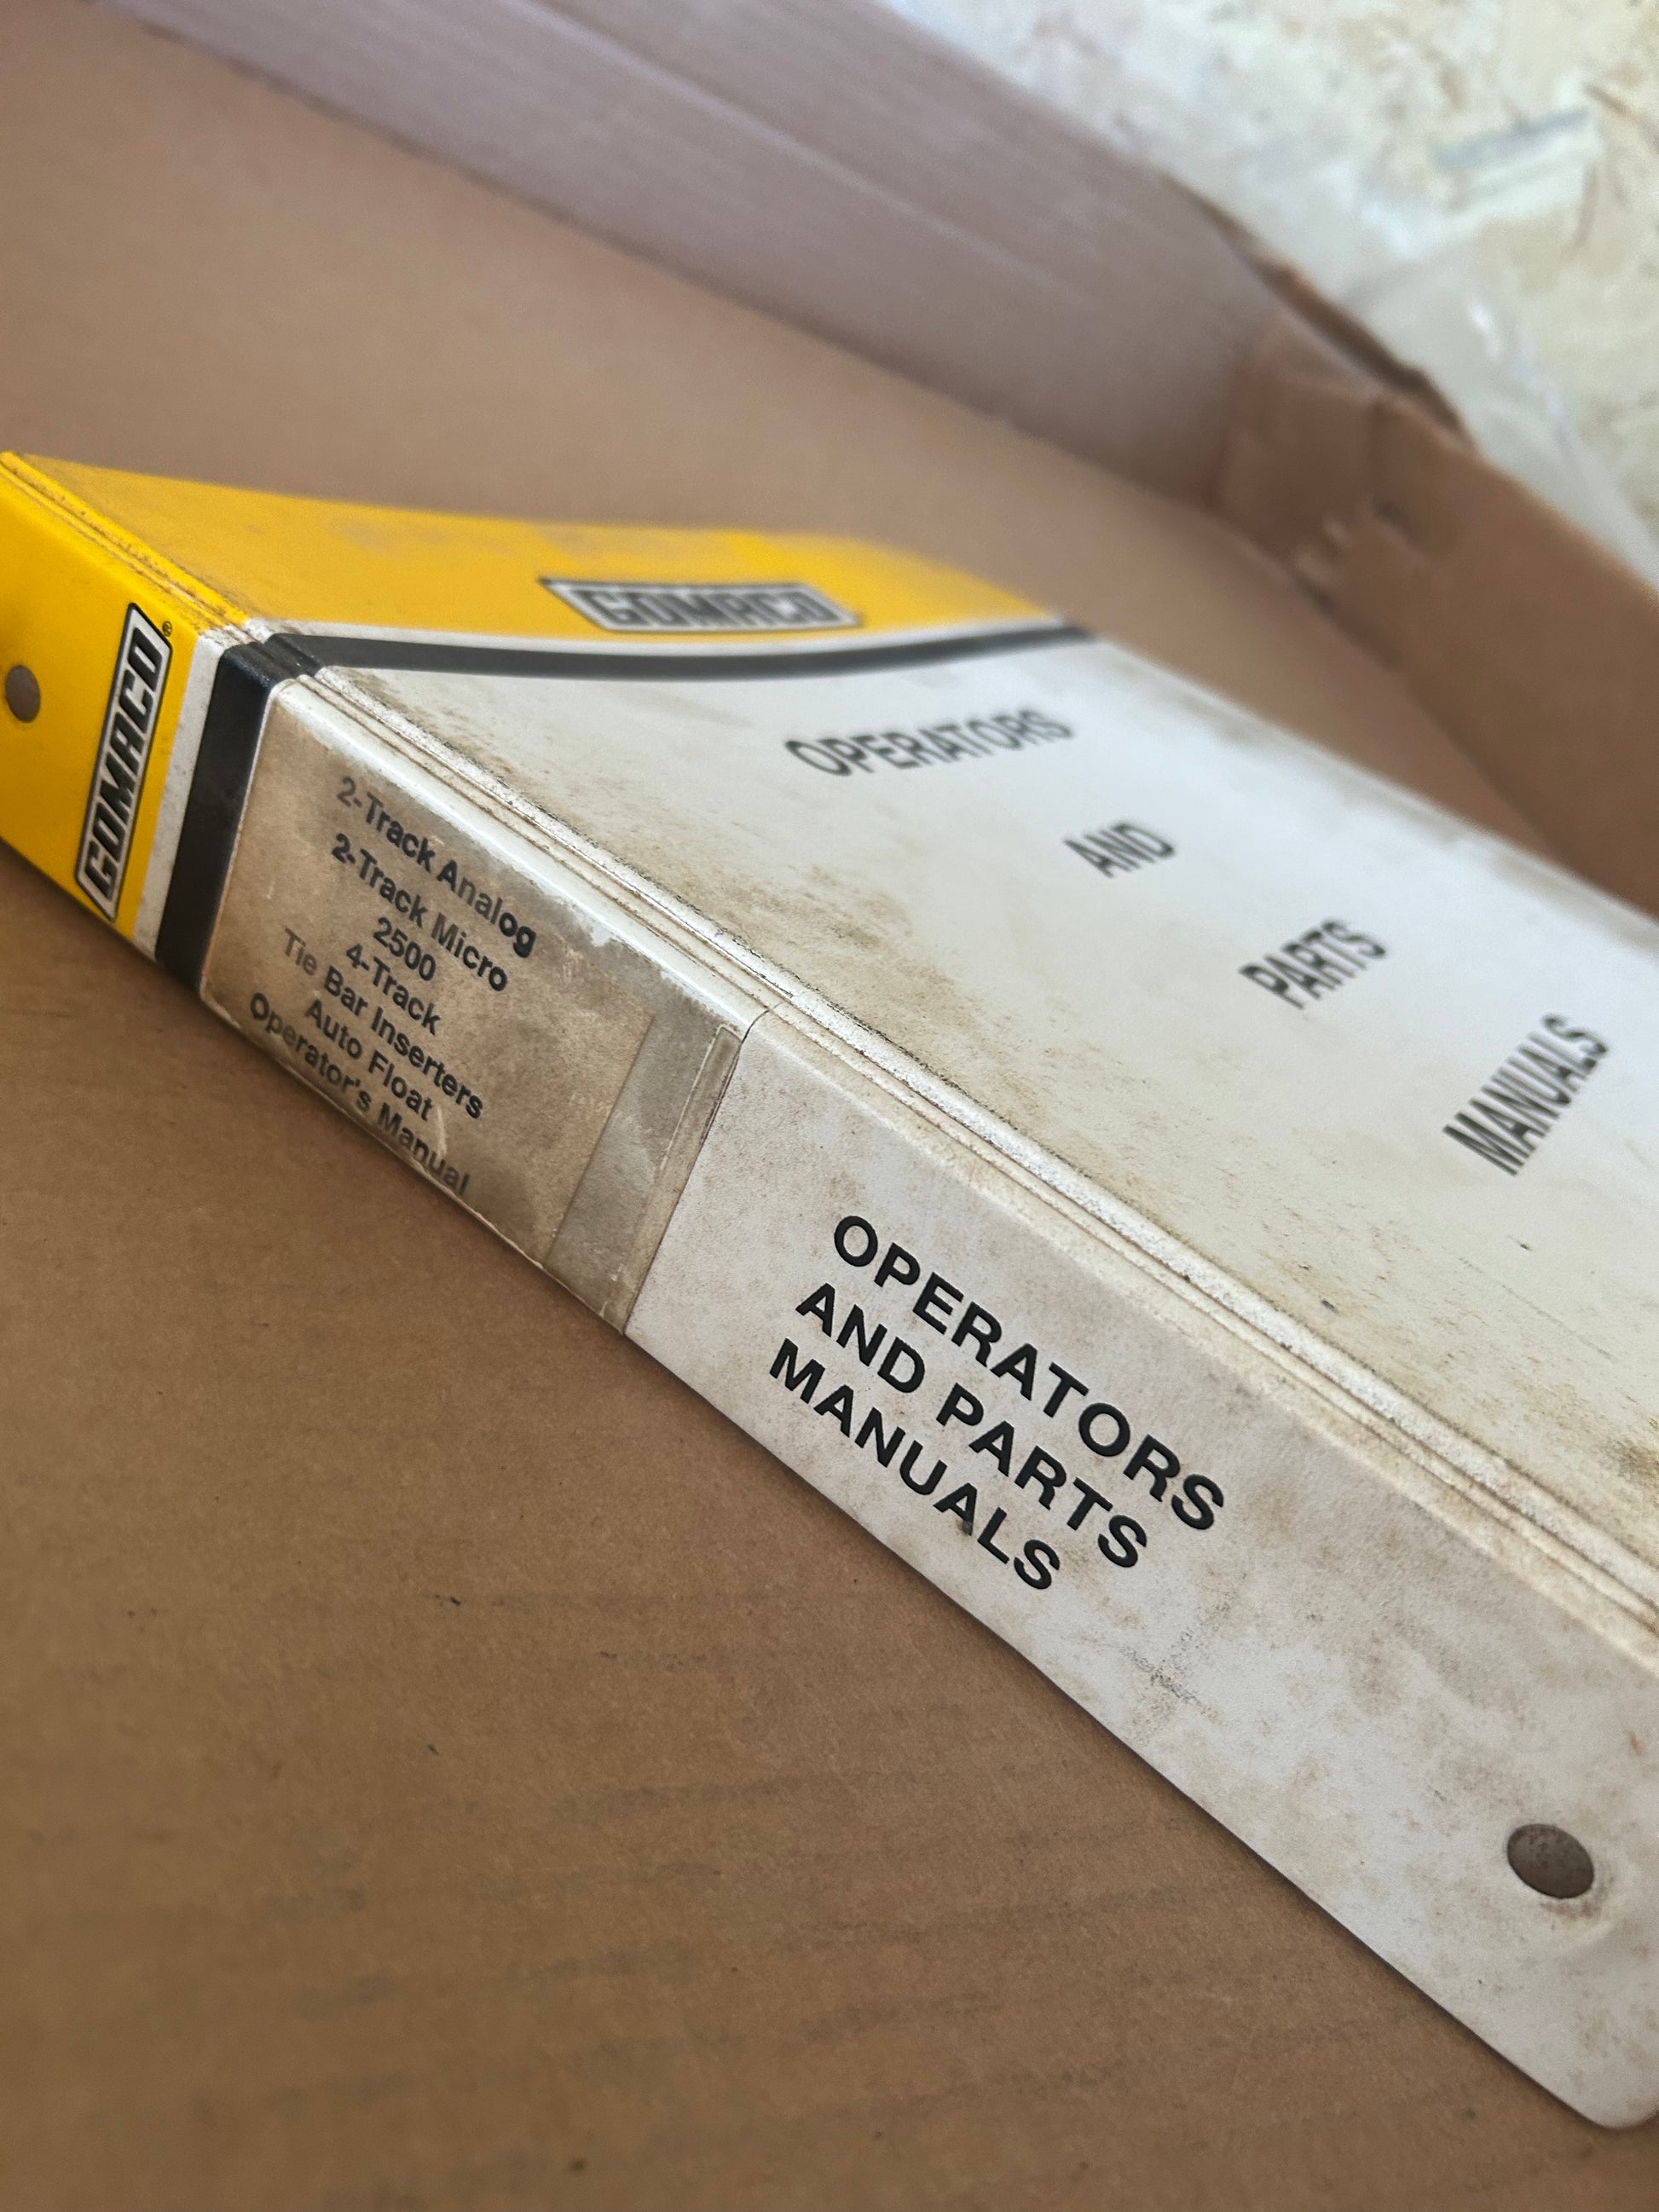 GOMACO
OPERATORS
AND
PARTS
MANUALS
GOMACO®
2-Track Analog
2-Track Micro
2500
4-Track
Tie Bar Inserters
Auto Float
Operator's Manual
OPERATORS
AND PARTS
MANUALS